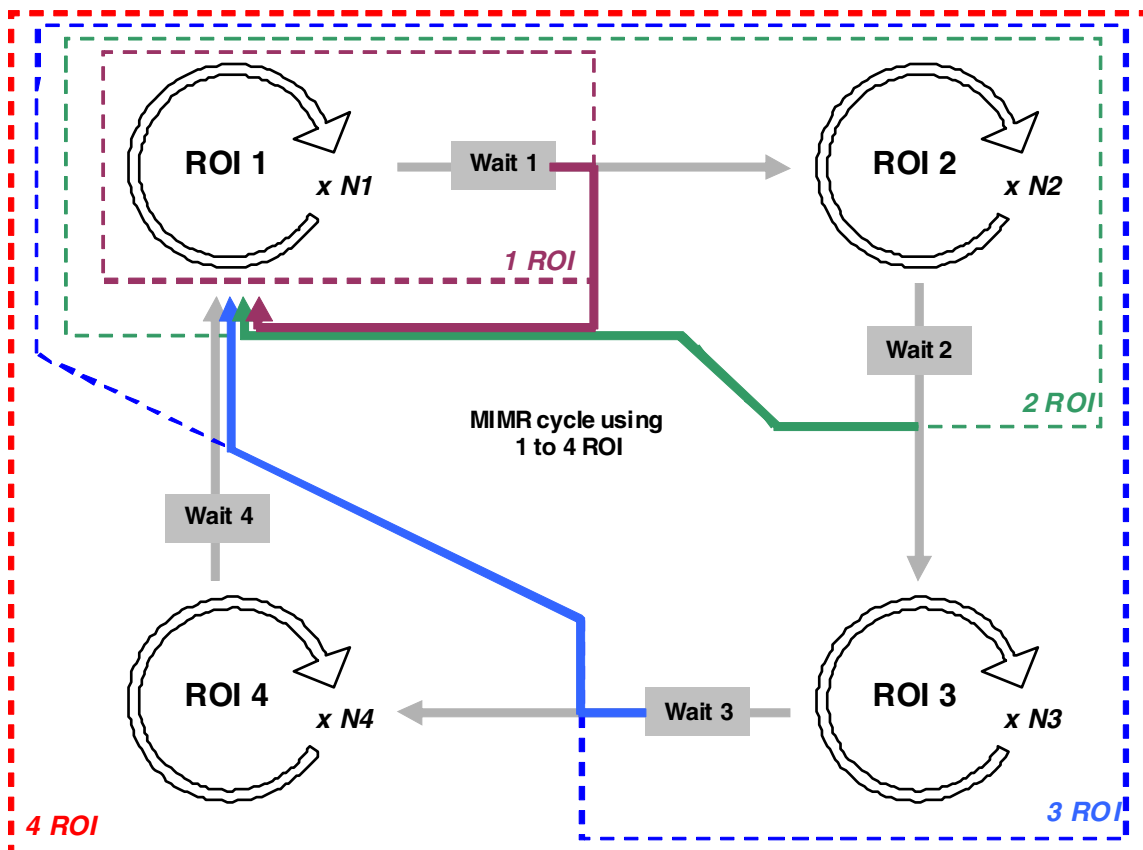 ROI 1
x N1
Wait 1
ROI 2
x N2
1 ROI
Wait 2
2 ROI
MIMR cycle using
1 to 4 ROI
Wait 4
ROI 4
x N4
Wait 3
ROI 3
x N3
4 ROI
3 ROI